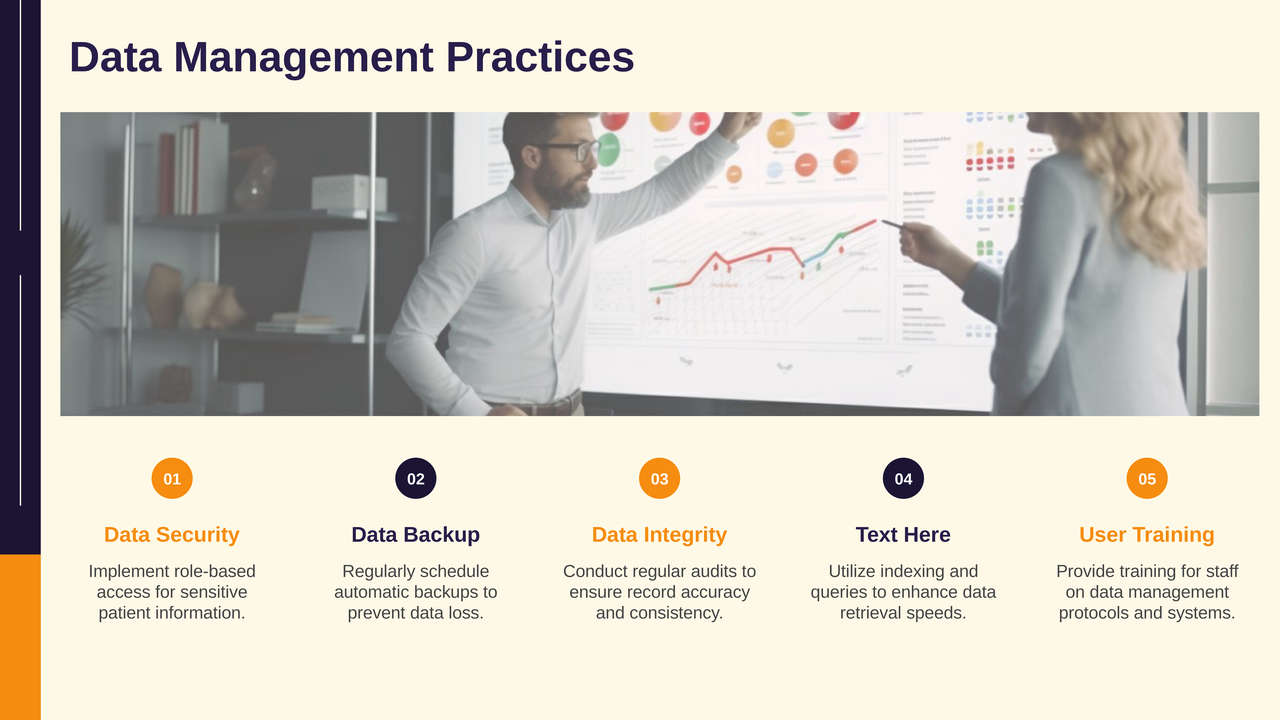 Data Management Practices
01
Data Security
Implement role-based
access for sensitive
patient information.
02
Data Backup
Regularly schedule
automatic backups to
prevent data loss.
03
Data Integrity
Conduct regular audits to
ensure record accuracy
and consistency.
04
Text Here
Utilize indexing and
queries to enhance data
retrieval speeds.
05
User Training
Provide training for staff
on data management
protocols and systems.